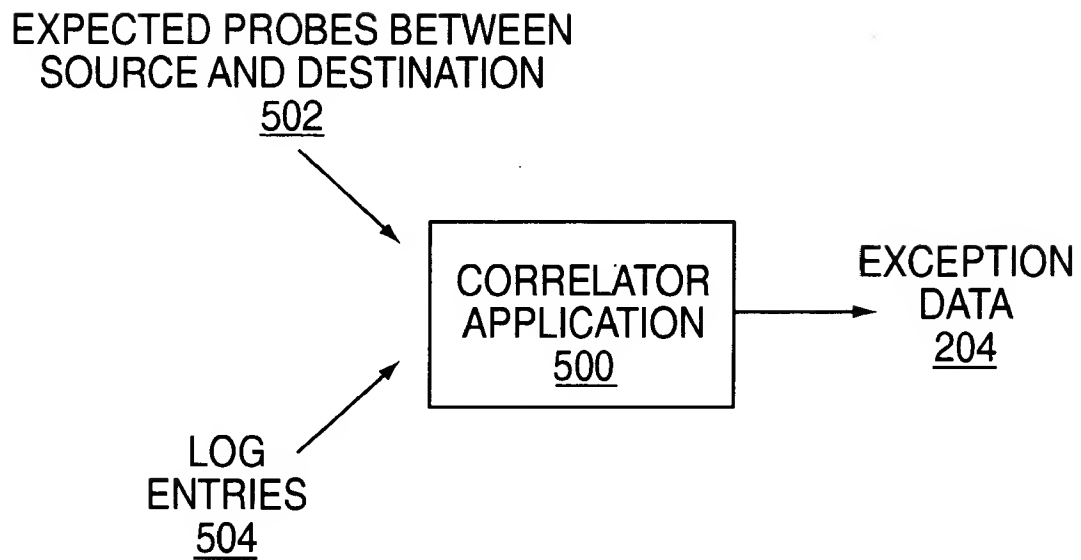 EXPECTED PROBES BETWEEN
SOURCE AND DESTINATION
502
CORRELATOR
APPLICATION
500
EXCEPTION
DATA
204
LOG
ENTRIES
504